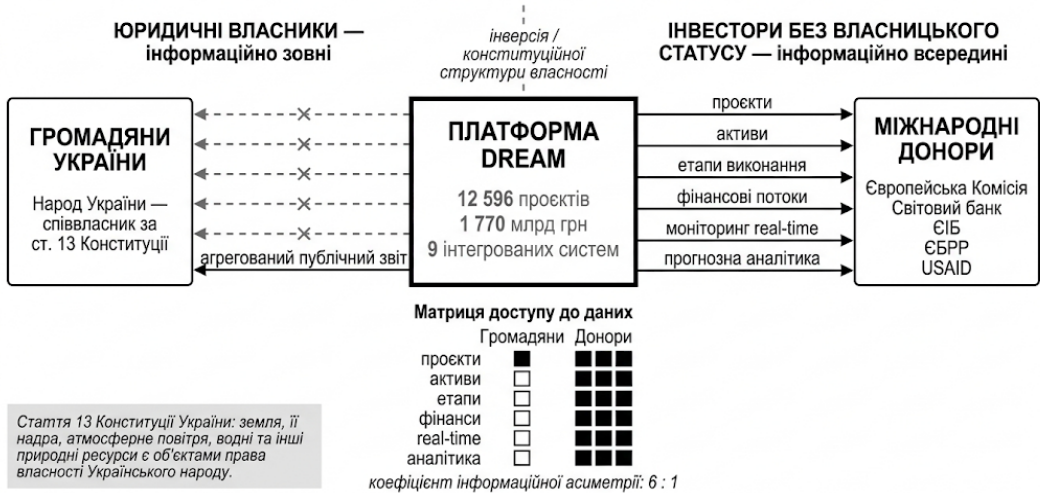 ЮРИДИЧНІ ВЛАСНИКИ —
інформаційно зовні
інверсія /
конституційної
структури власності
ІНВЕСТОРИ БЕЗ ВЛАСНИЦЬКОГО
СТАТУСУ — інформаційно всередині
ГРОМАДЯНИ
УКРАЇНИ
Народ України —
співвласник за
ст. 13 Конституції
агрегований публічний звіт
ПЛАТФОРМА
DREAM
12 596 проєктів
1 770 млрд грн
9 інтегрованих систем
проєкти
активи
етапи виконання
фінансові потоки
моніторинг real-time
прогнозна аналітика
МІЖНАРОДНІ
ДОНОРИ
Європейська Комісія
Світовий банк
ЄІБ
ЄБРР
USAID
Матриця доступу до даних
Громадяни Донори
проєкти
активи
етапи
фінанси
real-time
аналітика
коефіцієнт інформаційної асиметрії: 6 : 1
Стаття 13 Конституції України: земля, її
надра, атмосферне повітря, водні та інші
природні ресурси є об'єктами права
власності Українського народу.